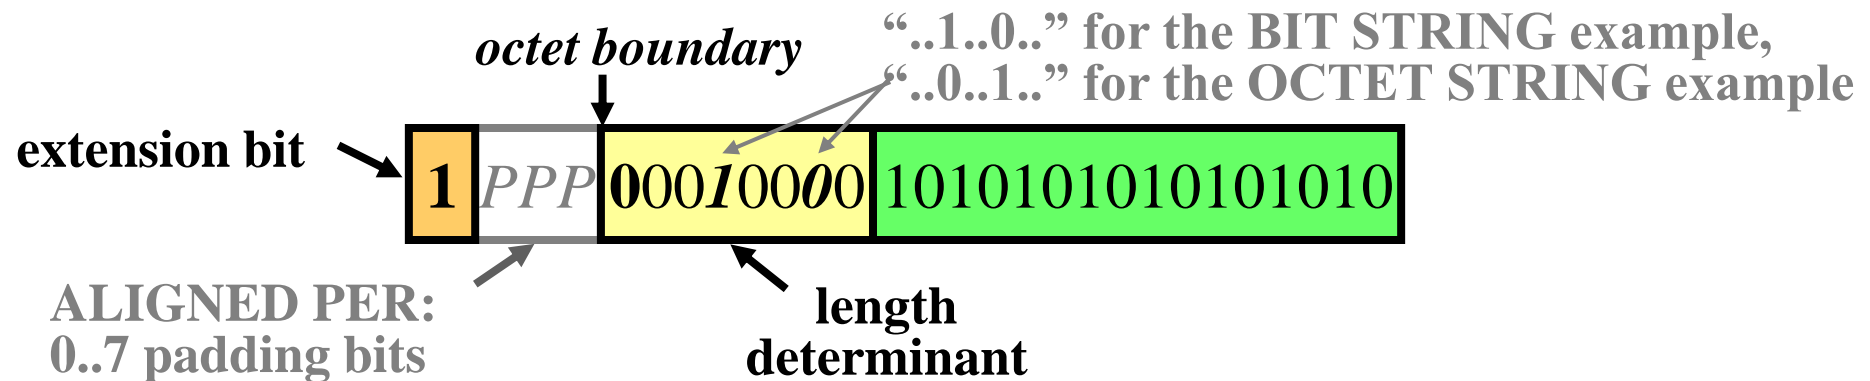 “..1..0..” for the BIT STRING example,
octet boundary
“..0..1..” for the OCTET STRING example
extension bit
1 PPP 00010000 1010101010101010
ALIGNED PER:
0..7 padding bits
length
determinant